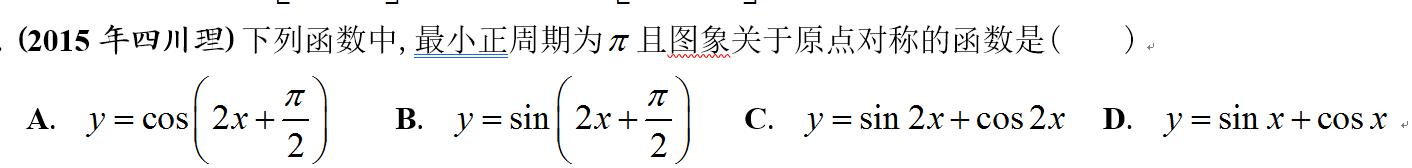 . (2015 年四川理) 下列函数中, 最小正周期为 π 且图象关于原点对称的函数是(  ) .
A. y = cos(2x + π/2) B. y = sin(2x + π/2) C. y = sin 2x + cos 2x D. y = sin x + cos x